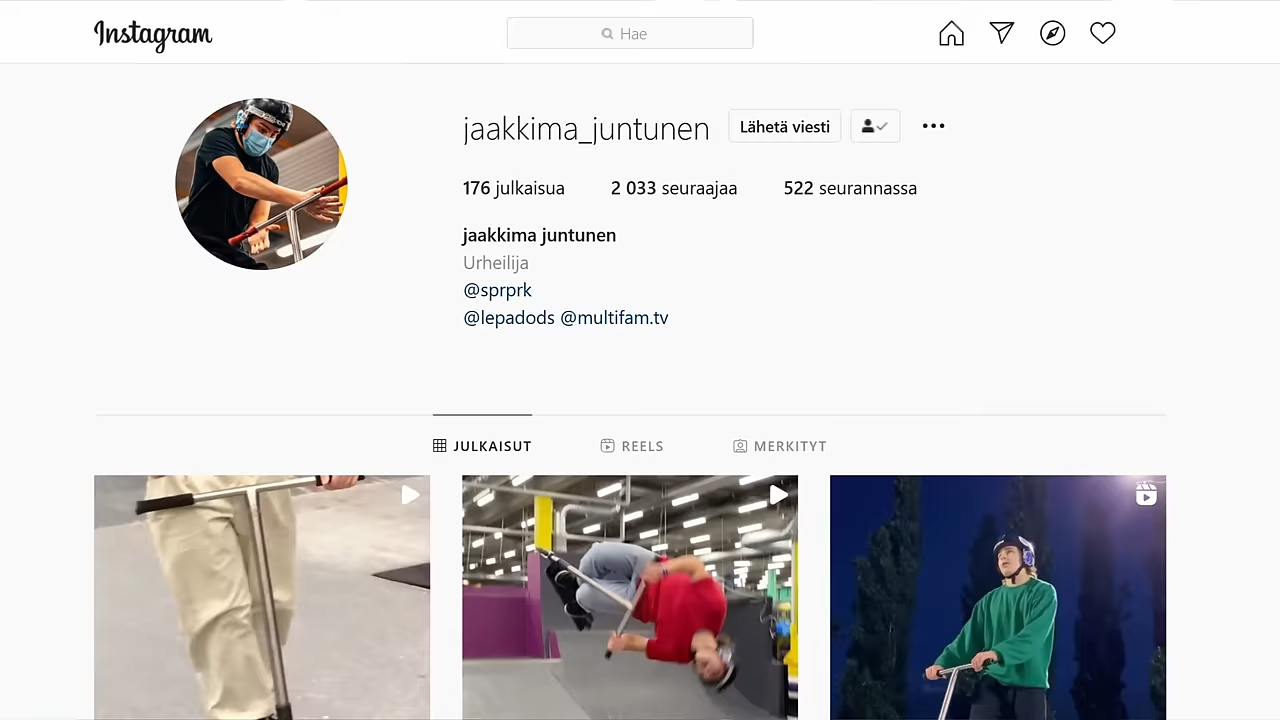 Instagram
Hae
jaakkima_juntunen
Lähetä viesti
176 julkaisua
2 033 seuraajaa
522 seurannassa
jaakkima juntunen
Urheilija
@sprprk
@lepadods @multifam.tv
JULKAISUT
REELS
MERKITYT